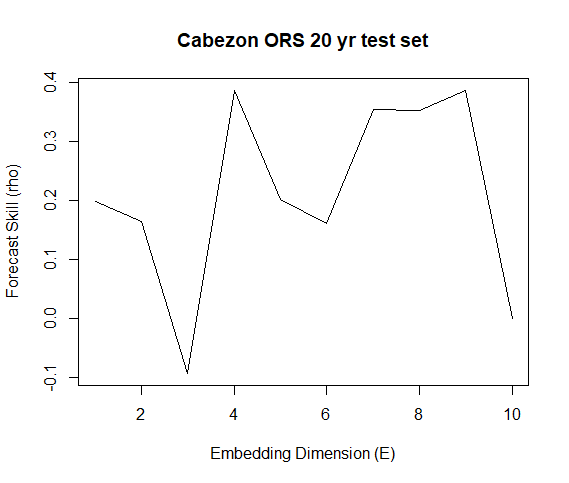 Cabezon ORS 20 yr test set
Forecast Skill (rho)
0.4
0.3
0.2
0.1
0.0
-0.1
2 4 6 8 10
Embedding Dimension (E)